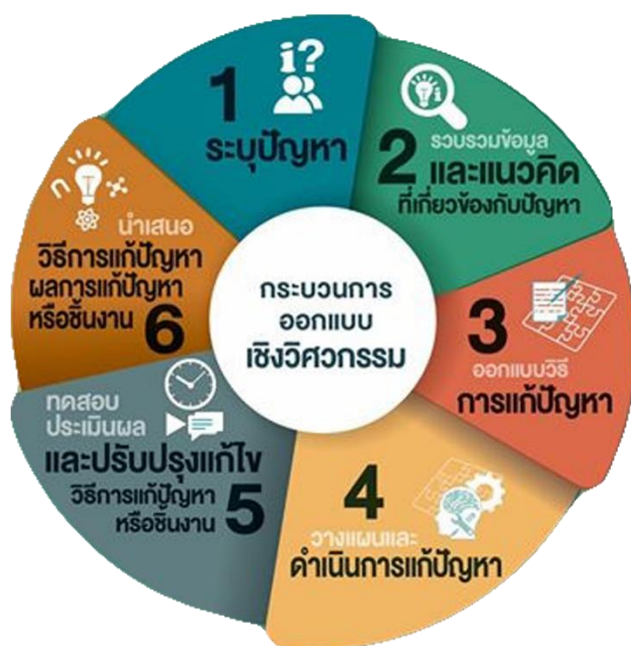 กระบวนการ
ออกแบบ
เชิงวิศวกรรม
i?
1
ระบุปัญหา
i
2
รวบรวมข้อมูล
และแนวคิด
ที่เกี่ยวข้องกับปัญหา
3
ออกแบบวิธี
การแก้ปัญหา
4
วางแผนและ
ดำเนินการแก้ปัญหา
ทดสอบ
ประเมินผล
และปรับปรุงแก้ไข
วิธีการแก้ปัญหา
หรือชิ้นงาน 5
นำเสนอ
วิธีการแก้ปัญหา
ผลการแก้ปัญหา
หรือชิ้นงาน 6